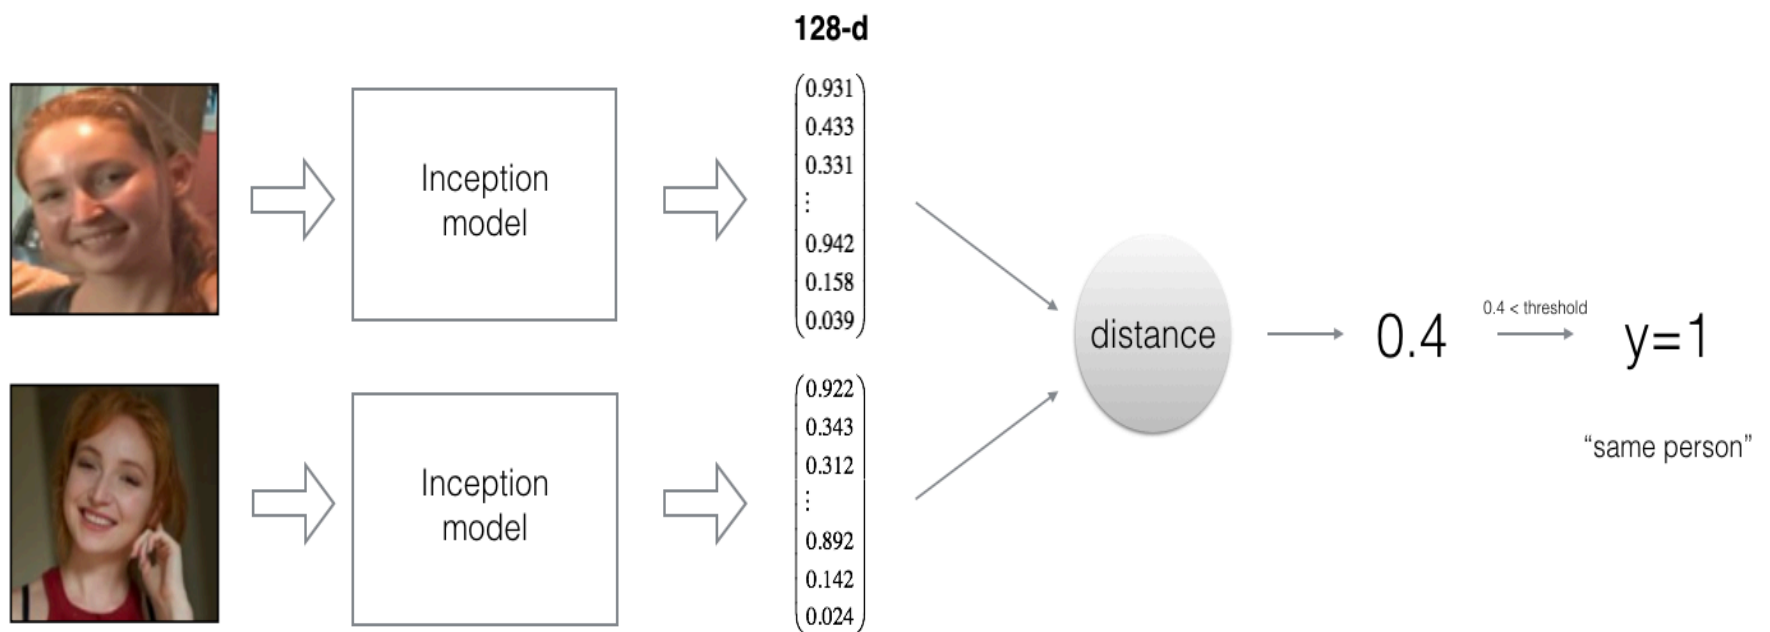 128-d
0.931
0.433
0.331
⋮
0.942
0.158
0.039
Inception
model
0.922
0.343
0.312
⋮
0.892
0.142
0.024
Inception
model
distance
0.4
0.4 < threshold
y=1
“same person”